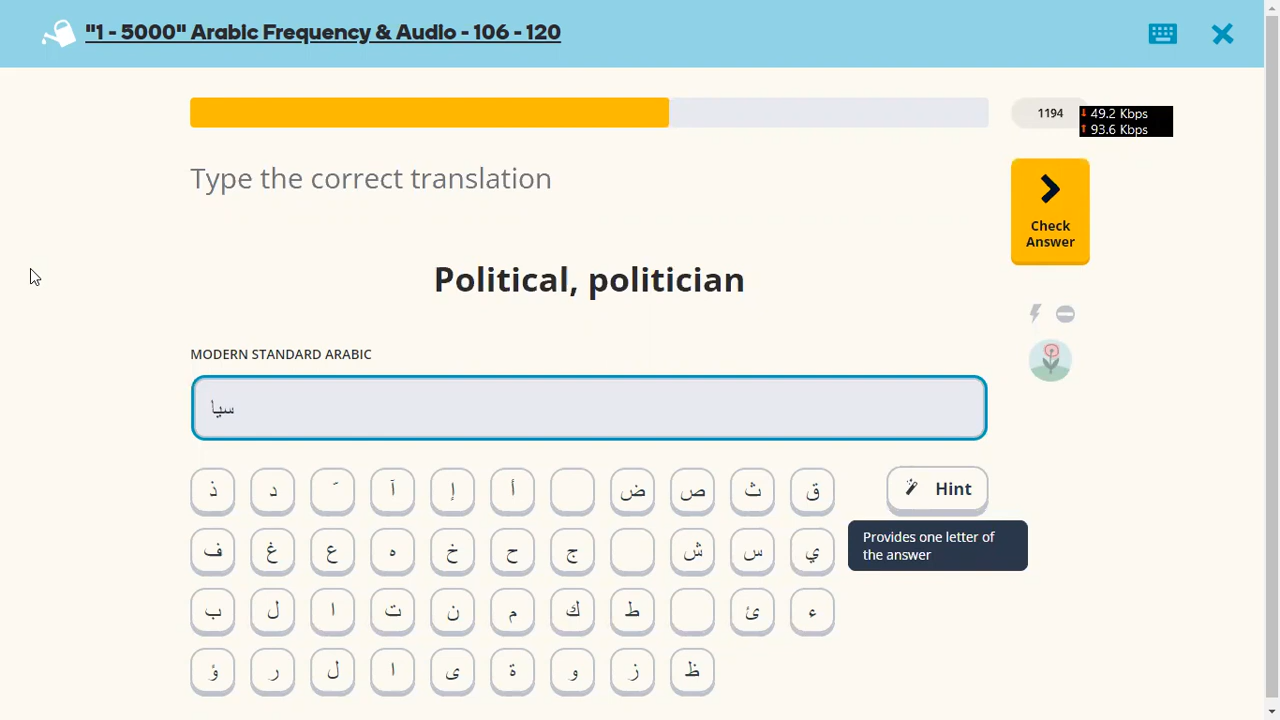 "1 - 5000" Arabic Frequency & Audio - 106 - 120
1194
49.2 Kbps
93.6 Kbps
Type the correct translation
Check
Answer
Political, politician
MODERN STANDARD ARABIC
سيا
ذ د َ آ إ أ ض ص ث ق
Hint
Provides one letter of
the answer
ف غ ع ه خ ح ج ش س ي
ب ل ا ت ن م ك ط ئ ء
ؤ ر ل ا ى ة و ز ظ